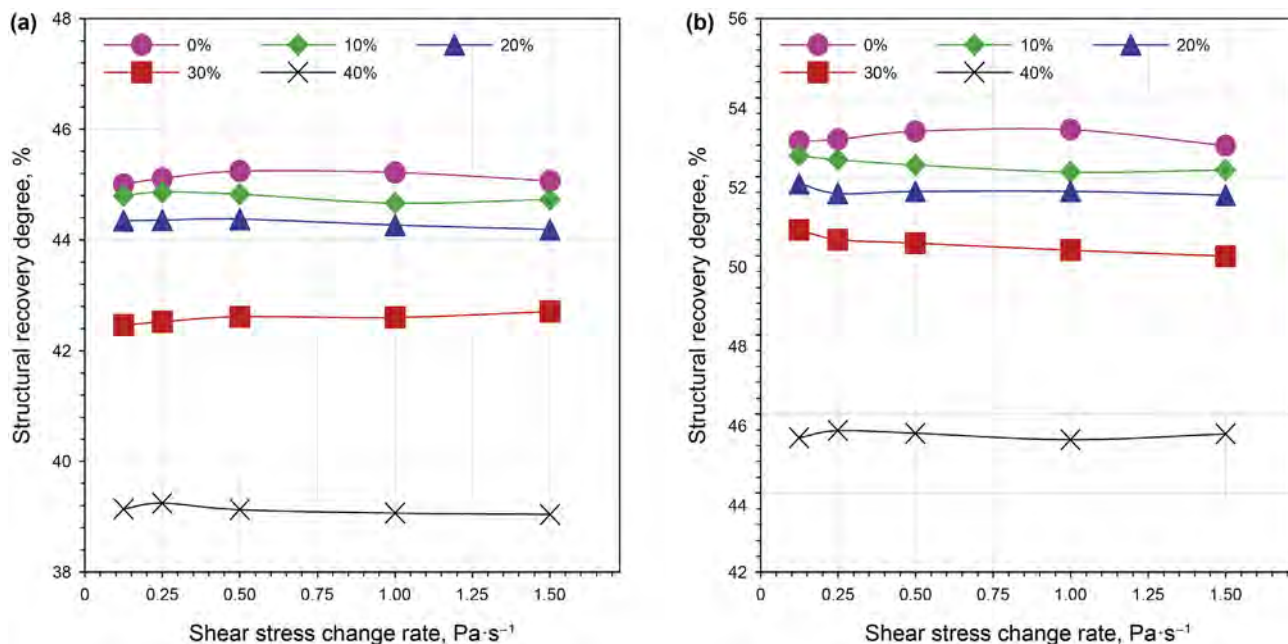 (a)
48
46
44
42
40
38
0% 10% 20%
30% 40%
0 0.25 0.50 0.75 1.00 1.25 1.50
Structural recovery degree, %
Shear stress change rate, Pa·s⁻¹
(b)
56
54
52
50
48
46
44
42
0% 10% 20%
30% 40%
0 0.25 0.50 0.75 1.00 1.25 1.50
Structural recovery degree, %
Shear stress change rate, Pa·s⁻¹